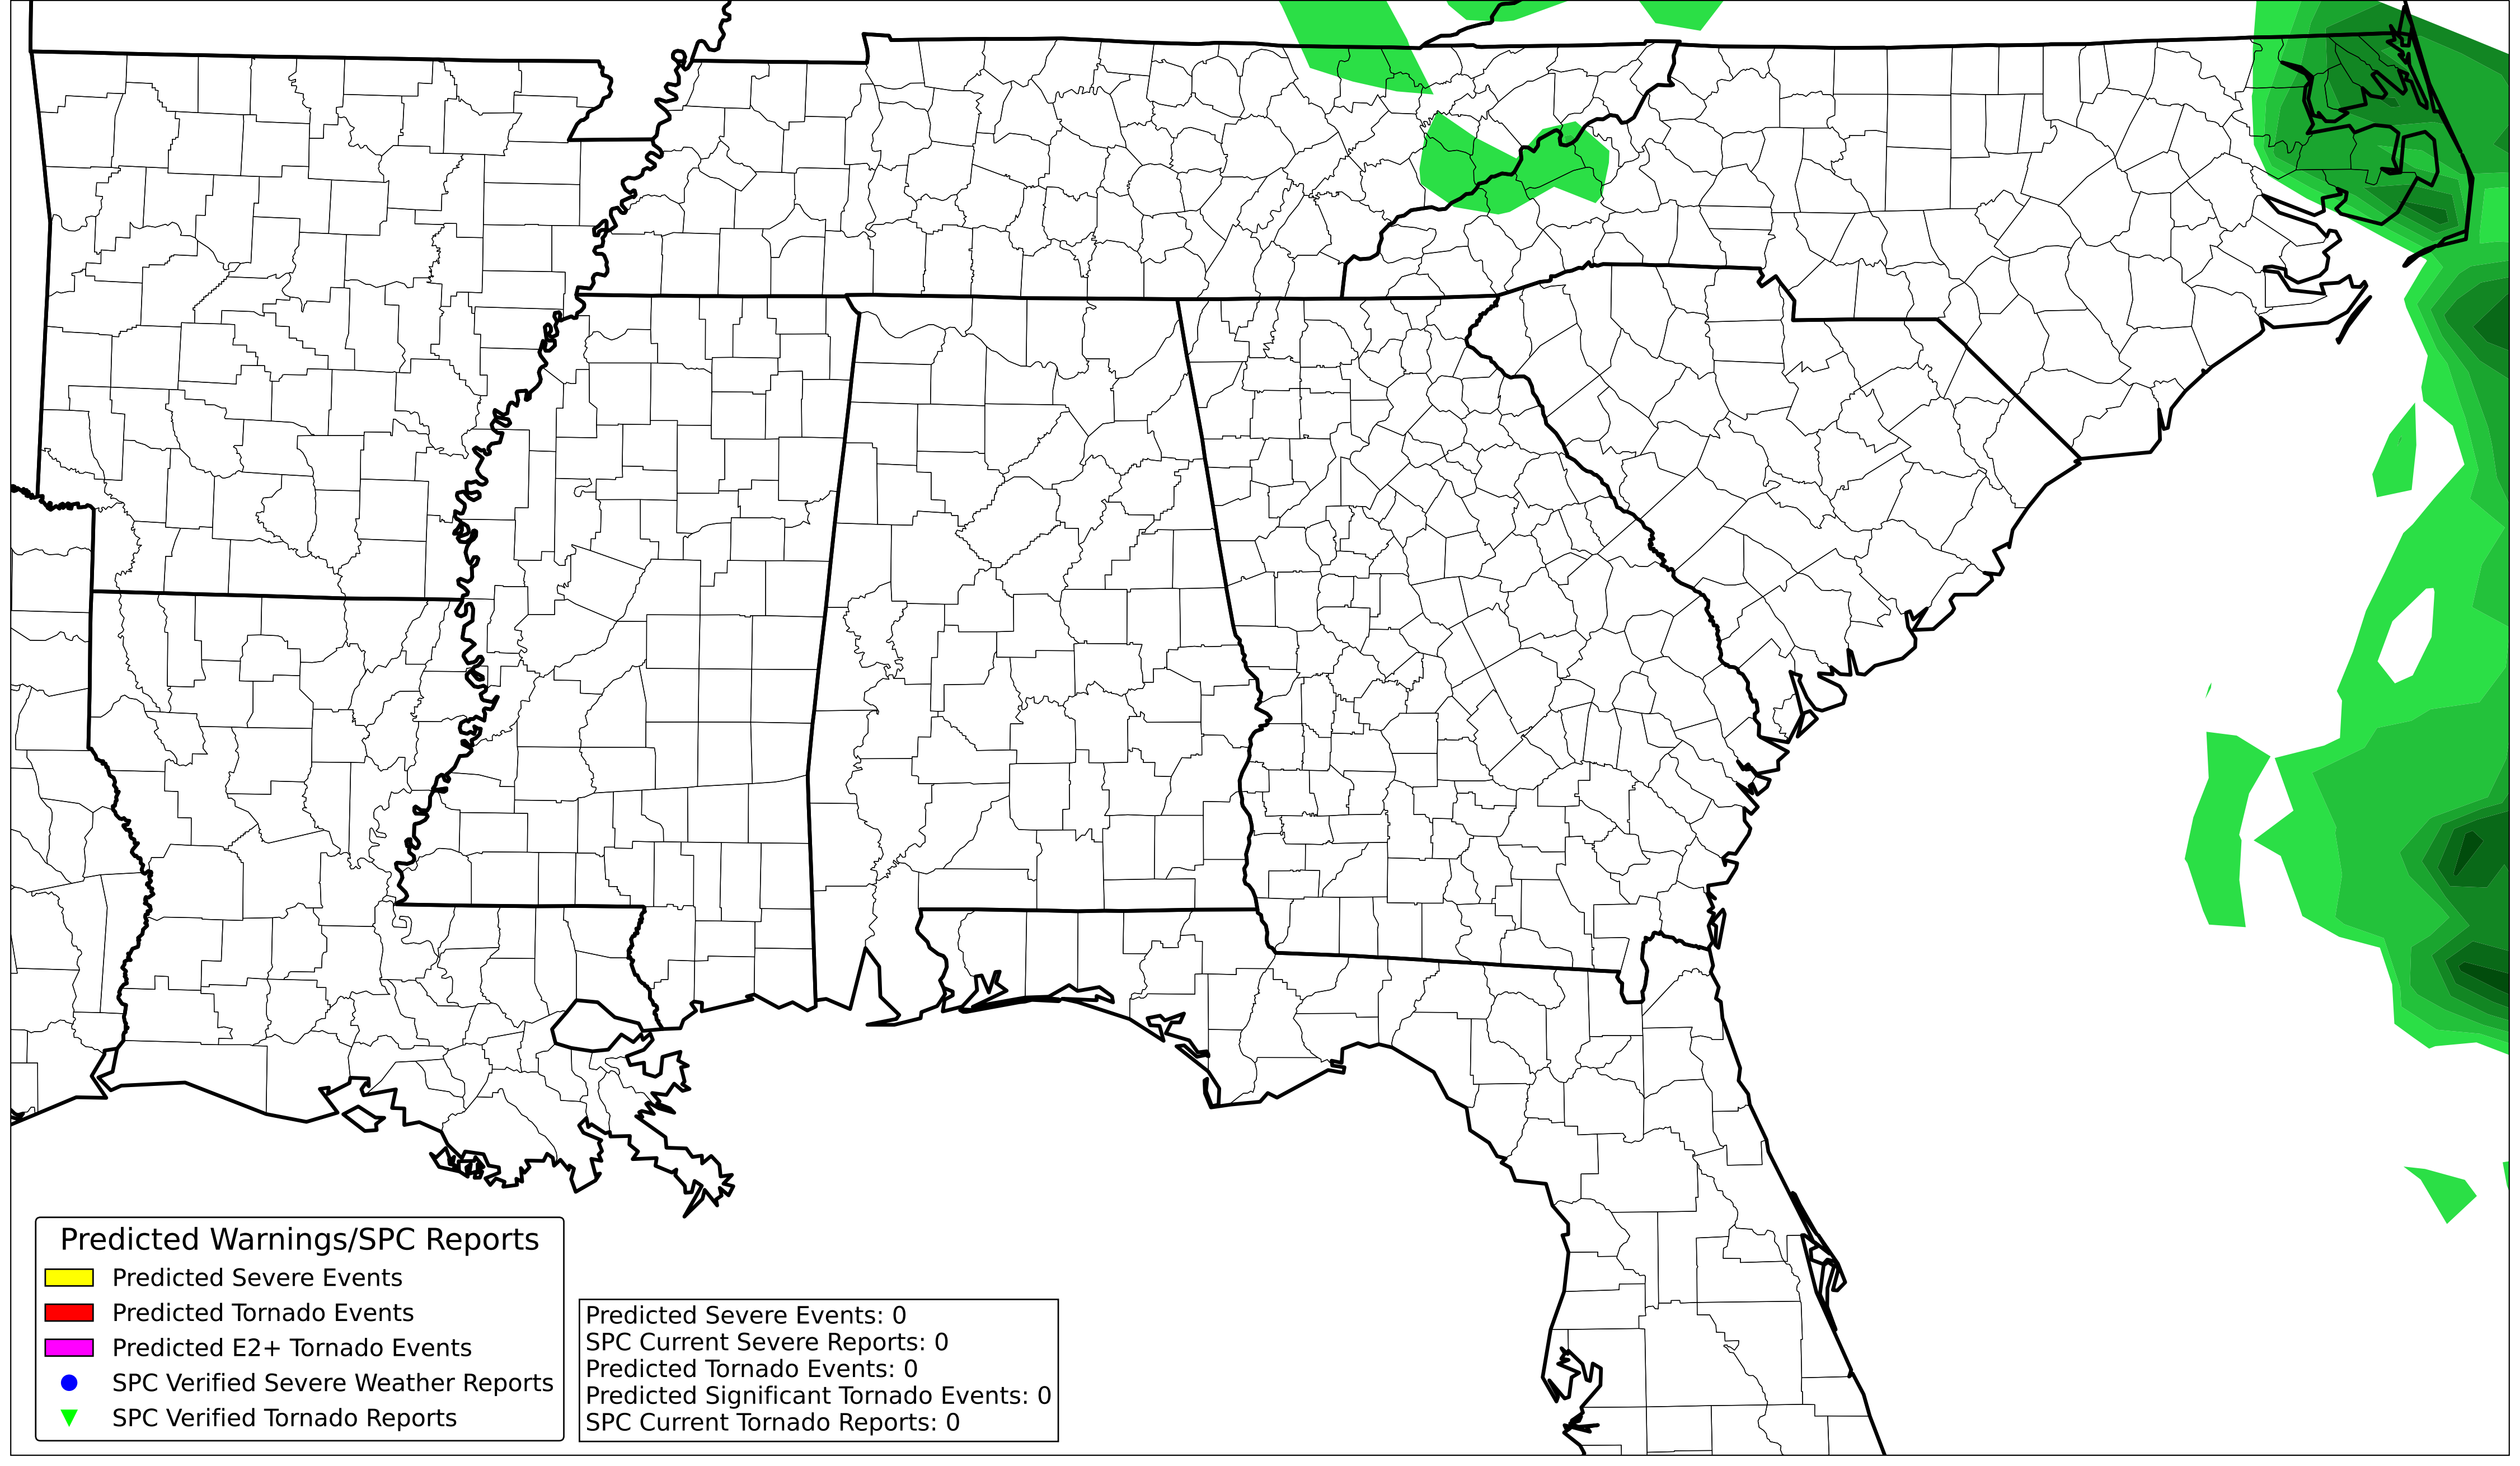 Predicted Warnings/SPC Reports
Predicted Severe Events
Predicted Tornado Events
Predicted E2+ Tornado Events
SPC Verified Severe Weather Reports
SPC Verified Tornado Reports
Predicted Severe Events: 0
SPC Current Severe Reports: 0
Predicted Tornado Events: 0
Predicted Significant Tornado Events: 0
SPC Current Tornado Reports: 0